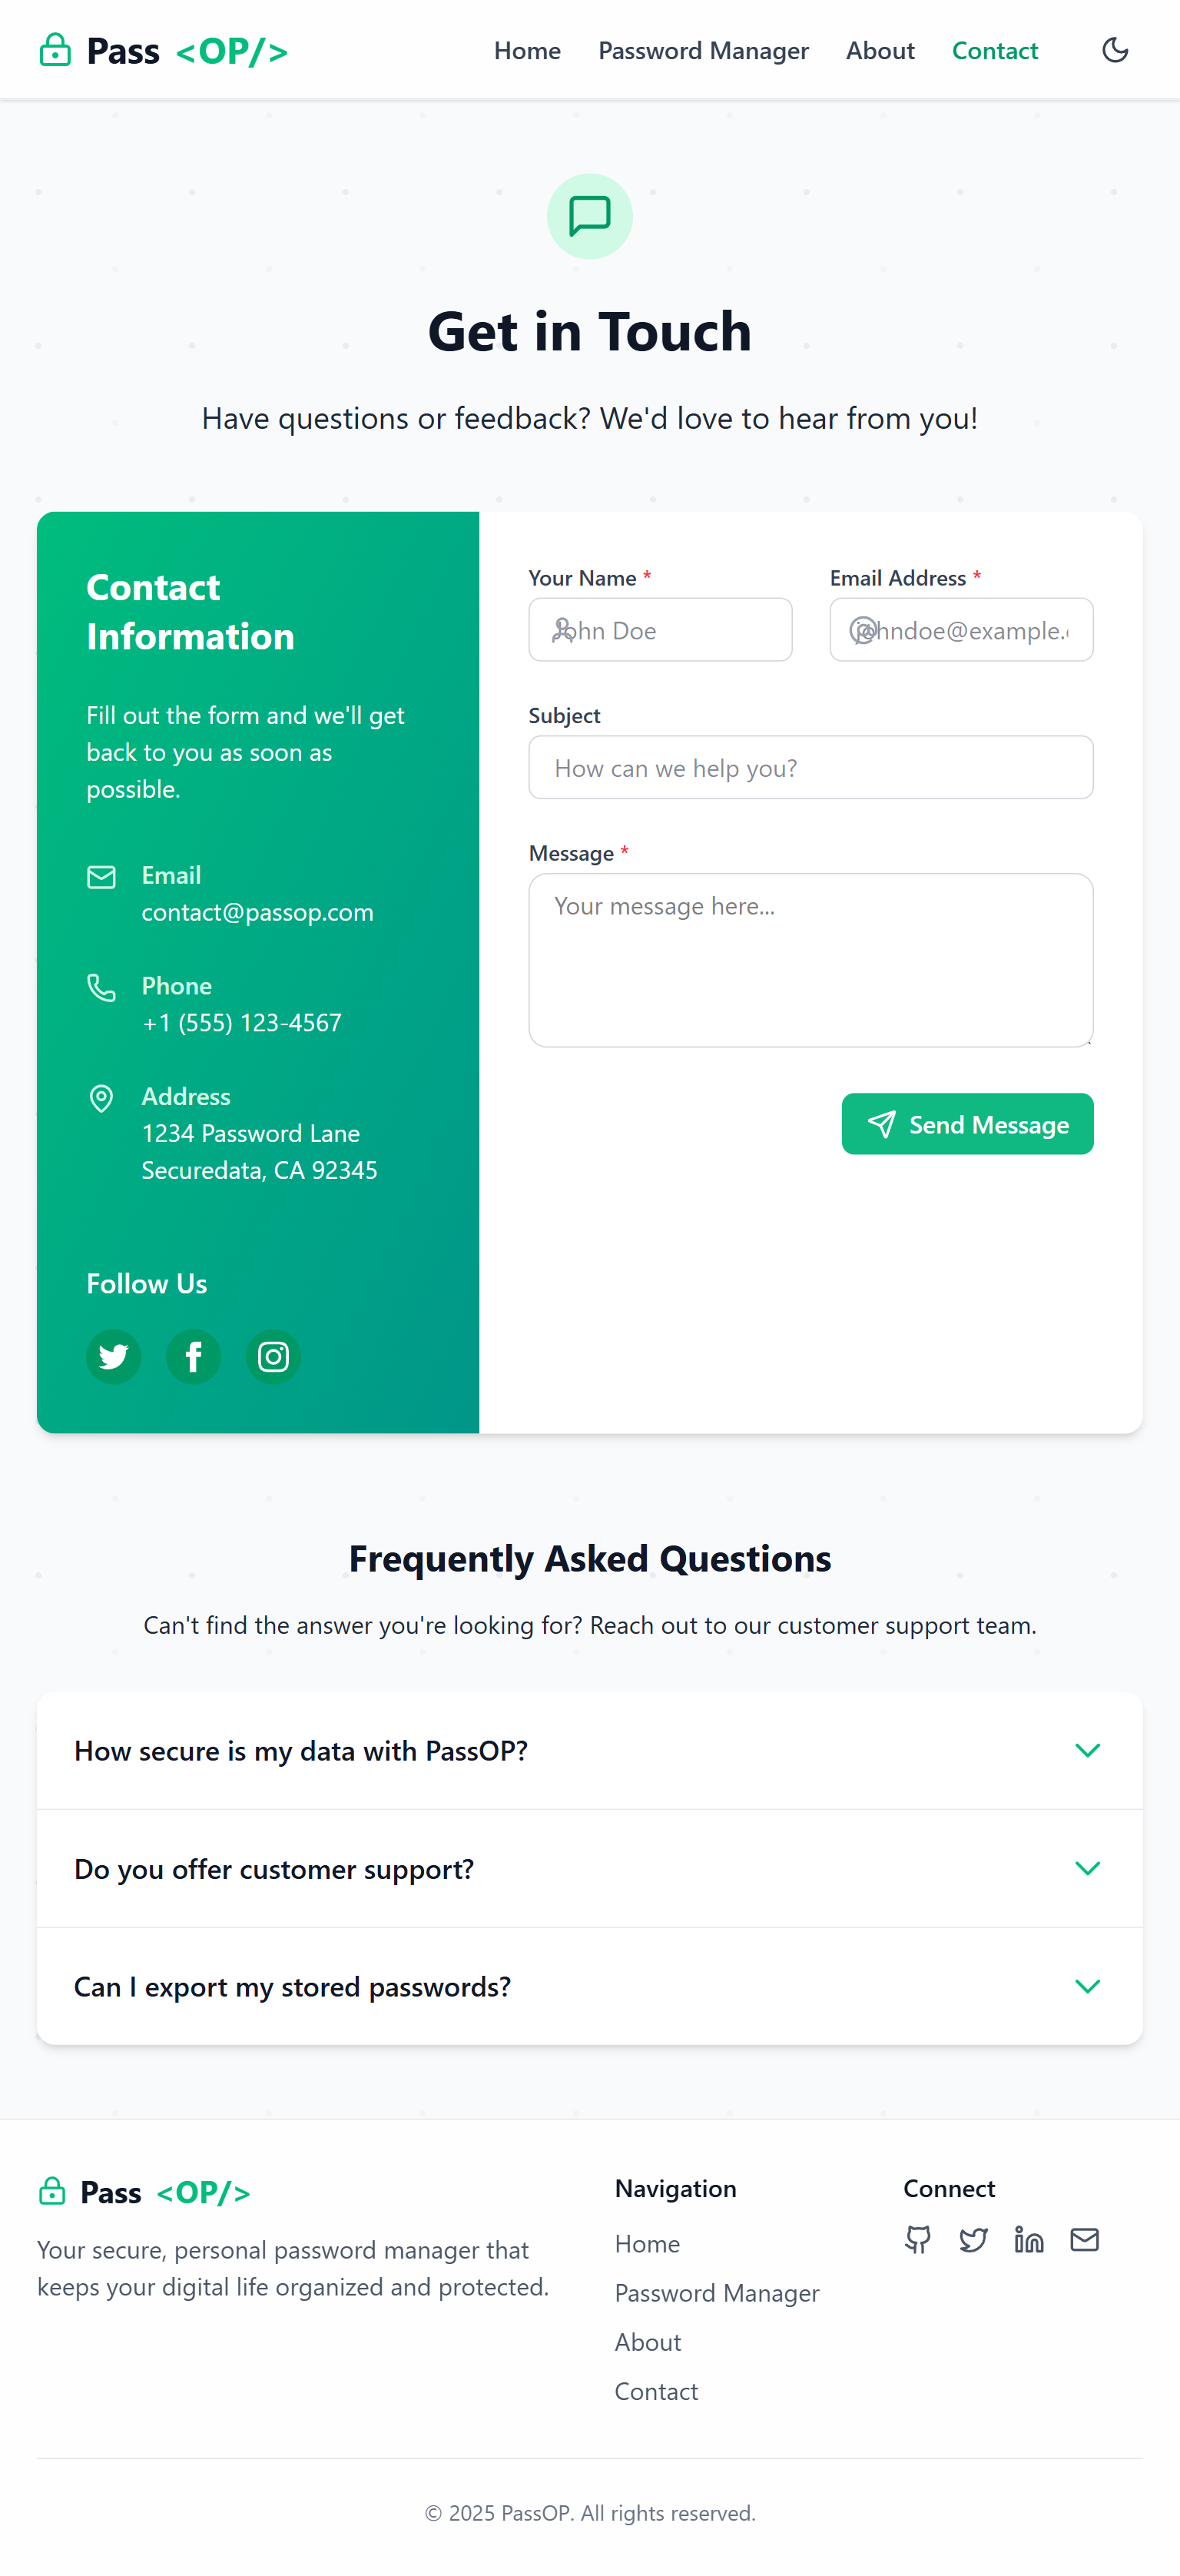 Pass <OP/>
Home Password Manager About Contact
Get in Touch
Have questions or feedback? We'd love to hear from you!
Contact
Information
Fill out the form and we'll get
back to you as soon as
possible.
Email
contact@passop.com
Phone
+1 (555) 123-4567
Address
1234 Password Lane
Securedata, CA 92345
Follow Us
Your Name *
John Doe
Email Address *
johndoe@example.
Subject
How can we help you?
Message *
Your message here...
Send Message
Frequently Asked Questions
Can't find the answer you're looking for? Reach out to our customer support team.
How secure is my data with PassOP?
Do you offer customer support?
Can I export my stored passwords?
Pass <OP/>
Your secure, personal password manager that
keeps your digital life organized and protected.
Navigation
Home
Password Manager
About
Contact
Connect
© 2025 PassOP. All rights reserved.